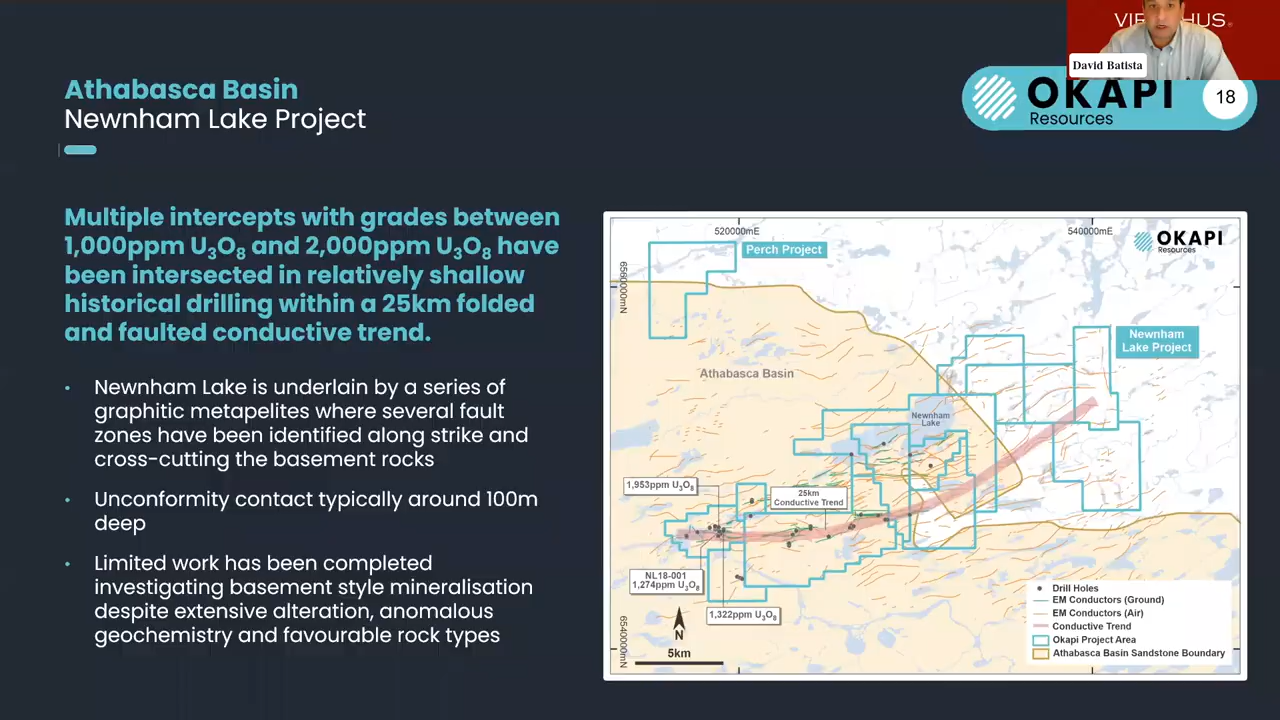 VIRTUS
David Batista
OKAPI
Resources
18
Athabasca Basin
Newnham Lake Project
Multiple intercepts with grades between
1,000ppm U₃O₈ and 2,000ppm U₃O₈ have
been intersected in relatively shallow
historical drilling within a 25km folded
and faulted conductive trend.
• Newnham Lake is underlain by a series of
graphitic metapelites where several fault
zones have been identified along strike and
cross-cutting the basement rocks
• Unconformity contact typically around 100m
deep
• Limited work has been completed
investigating basement style mineralisation
despite extensive alteration, anomalous
geochemistry and favourable rock types
520000mE
540000mE
OKAPI
Resources
Perch Project
6560000mN
Newnham
Lake Project
Athabasca Basin
Newnham
Lake
1,953ppm U₃O₈
25km
Conductive Trend
NL18-001
1,274ppm U₃O₈
1,322ppm U₃O₈
6540000mN
N
5km
Drill Holes
EM Conductors (Ground)
EM Conductors (Air)
Conductive Trend
Okapi Project Area
Athabasca Basin Sandstone Boundary